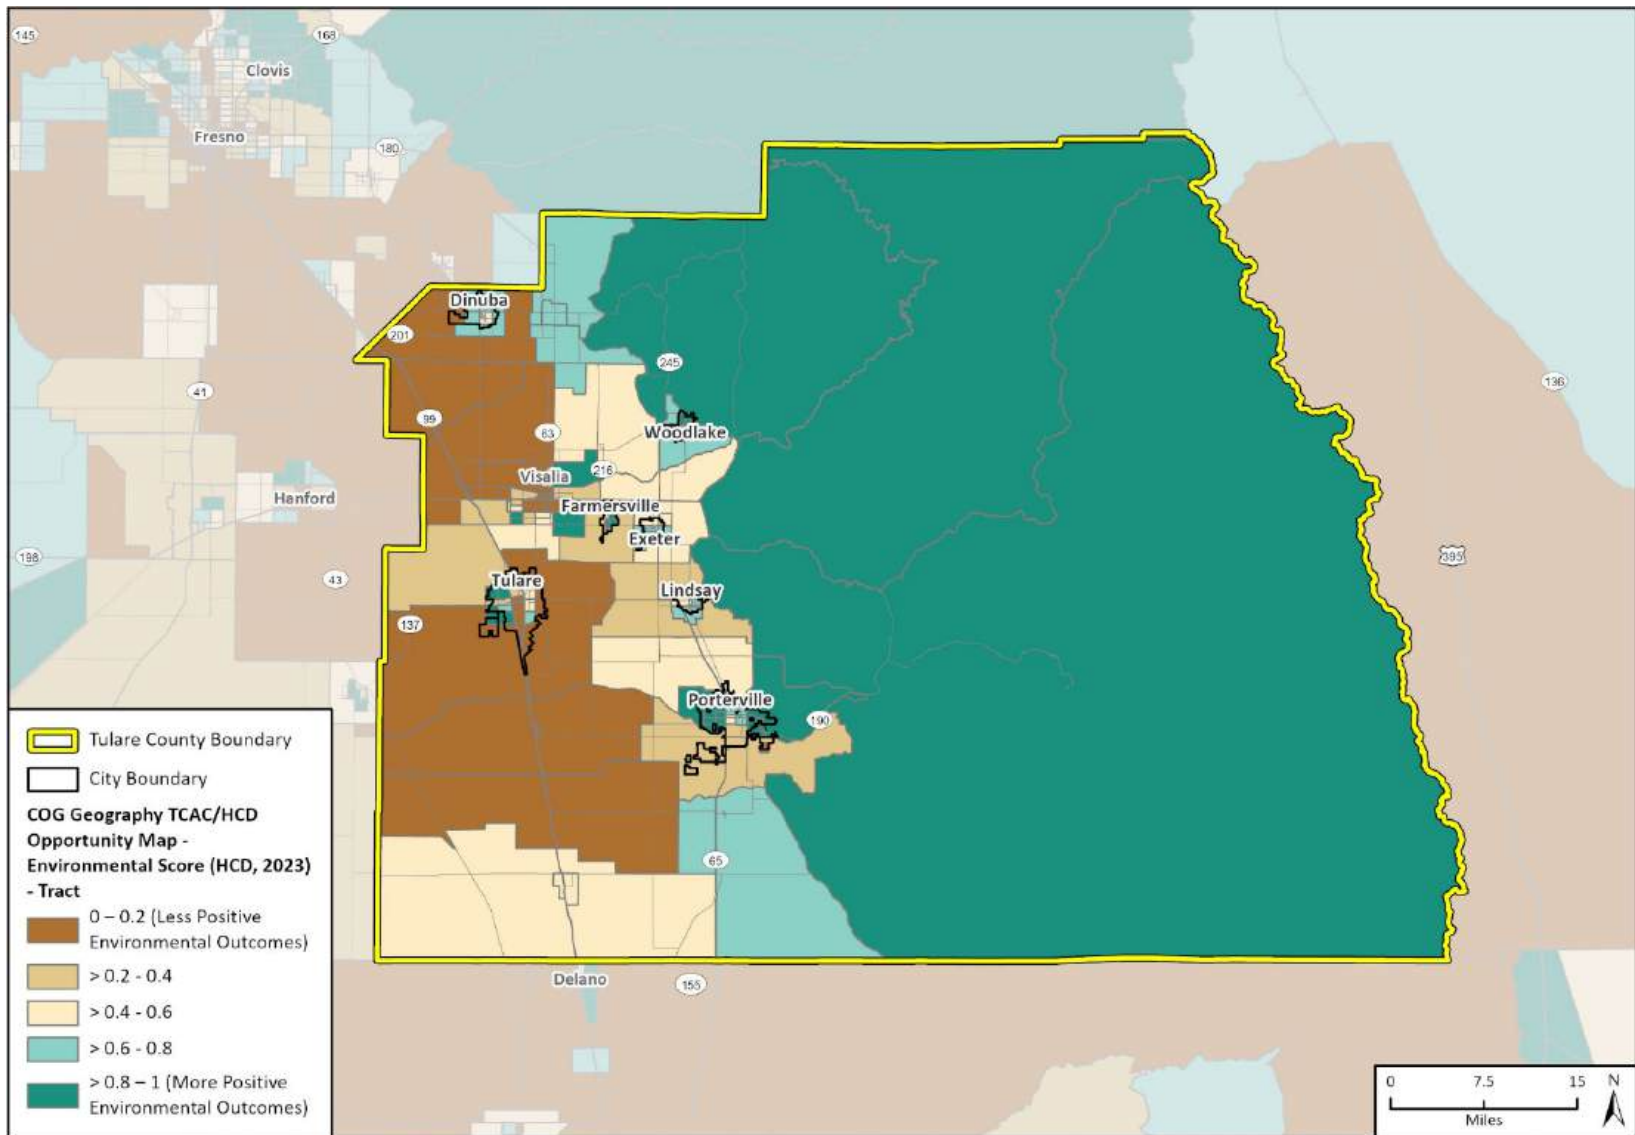 145
168
Clovis
Fresno
180
Dinuba
201
245
136
41
99
63
Woodlake
216
Visalia
Hanford
Farmersville
Exeter
198
395
43
Tulare
Lindsay
137
Porterville
190
65
Delano
155
Tulare County Boundary
City Boundary
COG Geography TCAC/HCD
Opportunity Map -
Environmental Score (HCD, 2023)
- Tract
0 – 0.2 (Less Positive
Environmental Outcomes)
> 0.2 - 0.4
> 0.4 - 0.6
> 0.6 - 0.8
> 0.8 – 1 (More Positive
Environmental Outcomes)
0 7.5 15 N
Miles